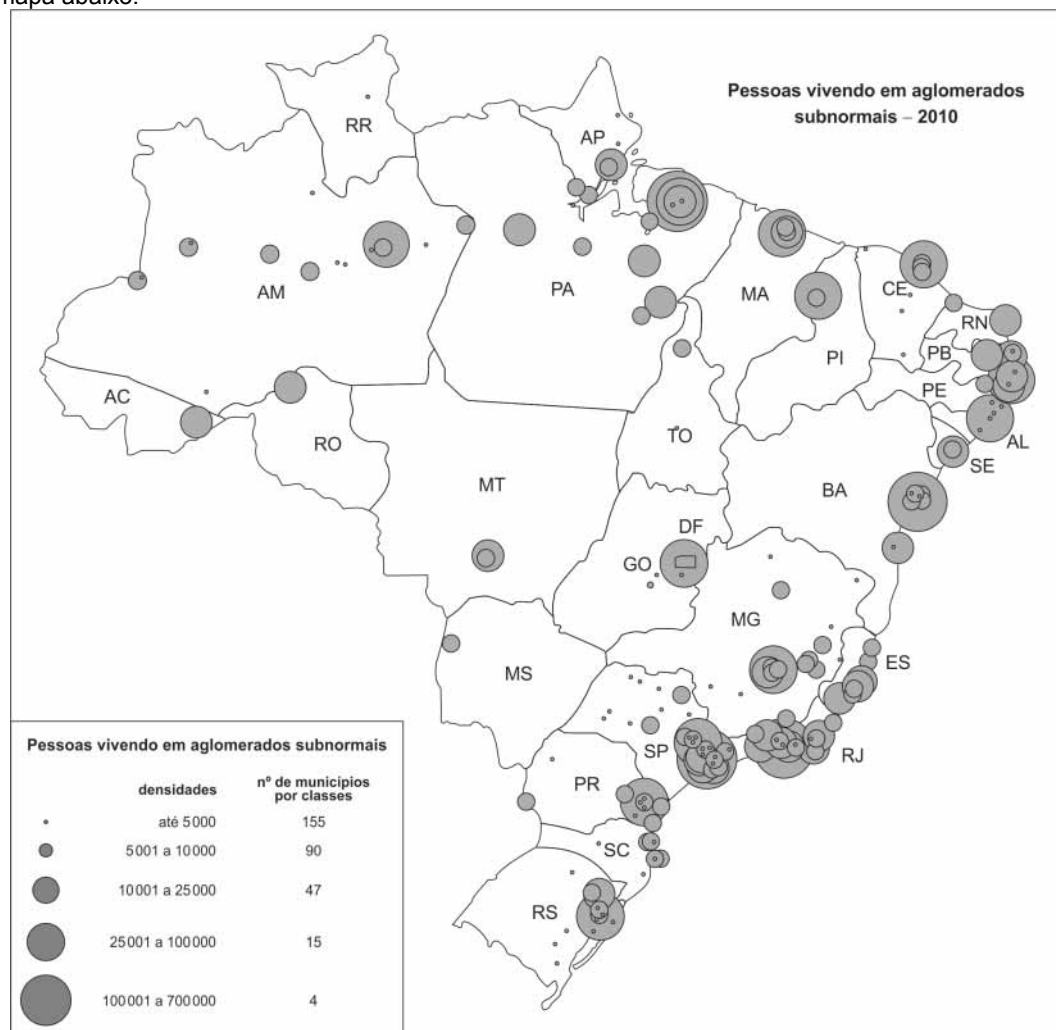 mapa abaixo.
Pessoas vivendo em aglomerados
subnormais – 2010
RR
AP
AM
PA
MA
CE
RN
PB
PE
PI
AL
SE
AC
RO
TO
BA
MT
DF
GO
MG
ES
MS
SP
RJ
PR
SC
RS
Pessoas vivendo em aglomerados subnormais
densidades
nº de municípios
por classes
até 5 000 155
5 001 a 10 000 90
10 001 a 25 000 47
25 001 a 100 000 15
100 001 a 700 000 4